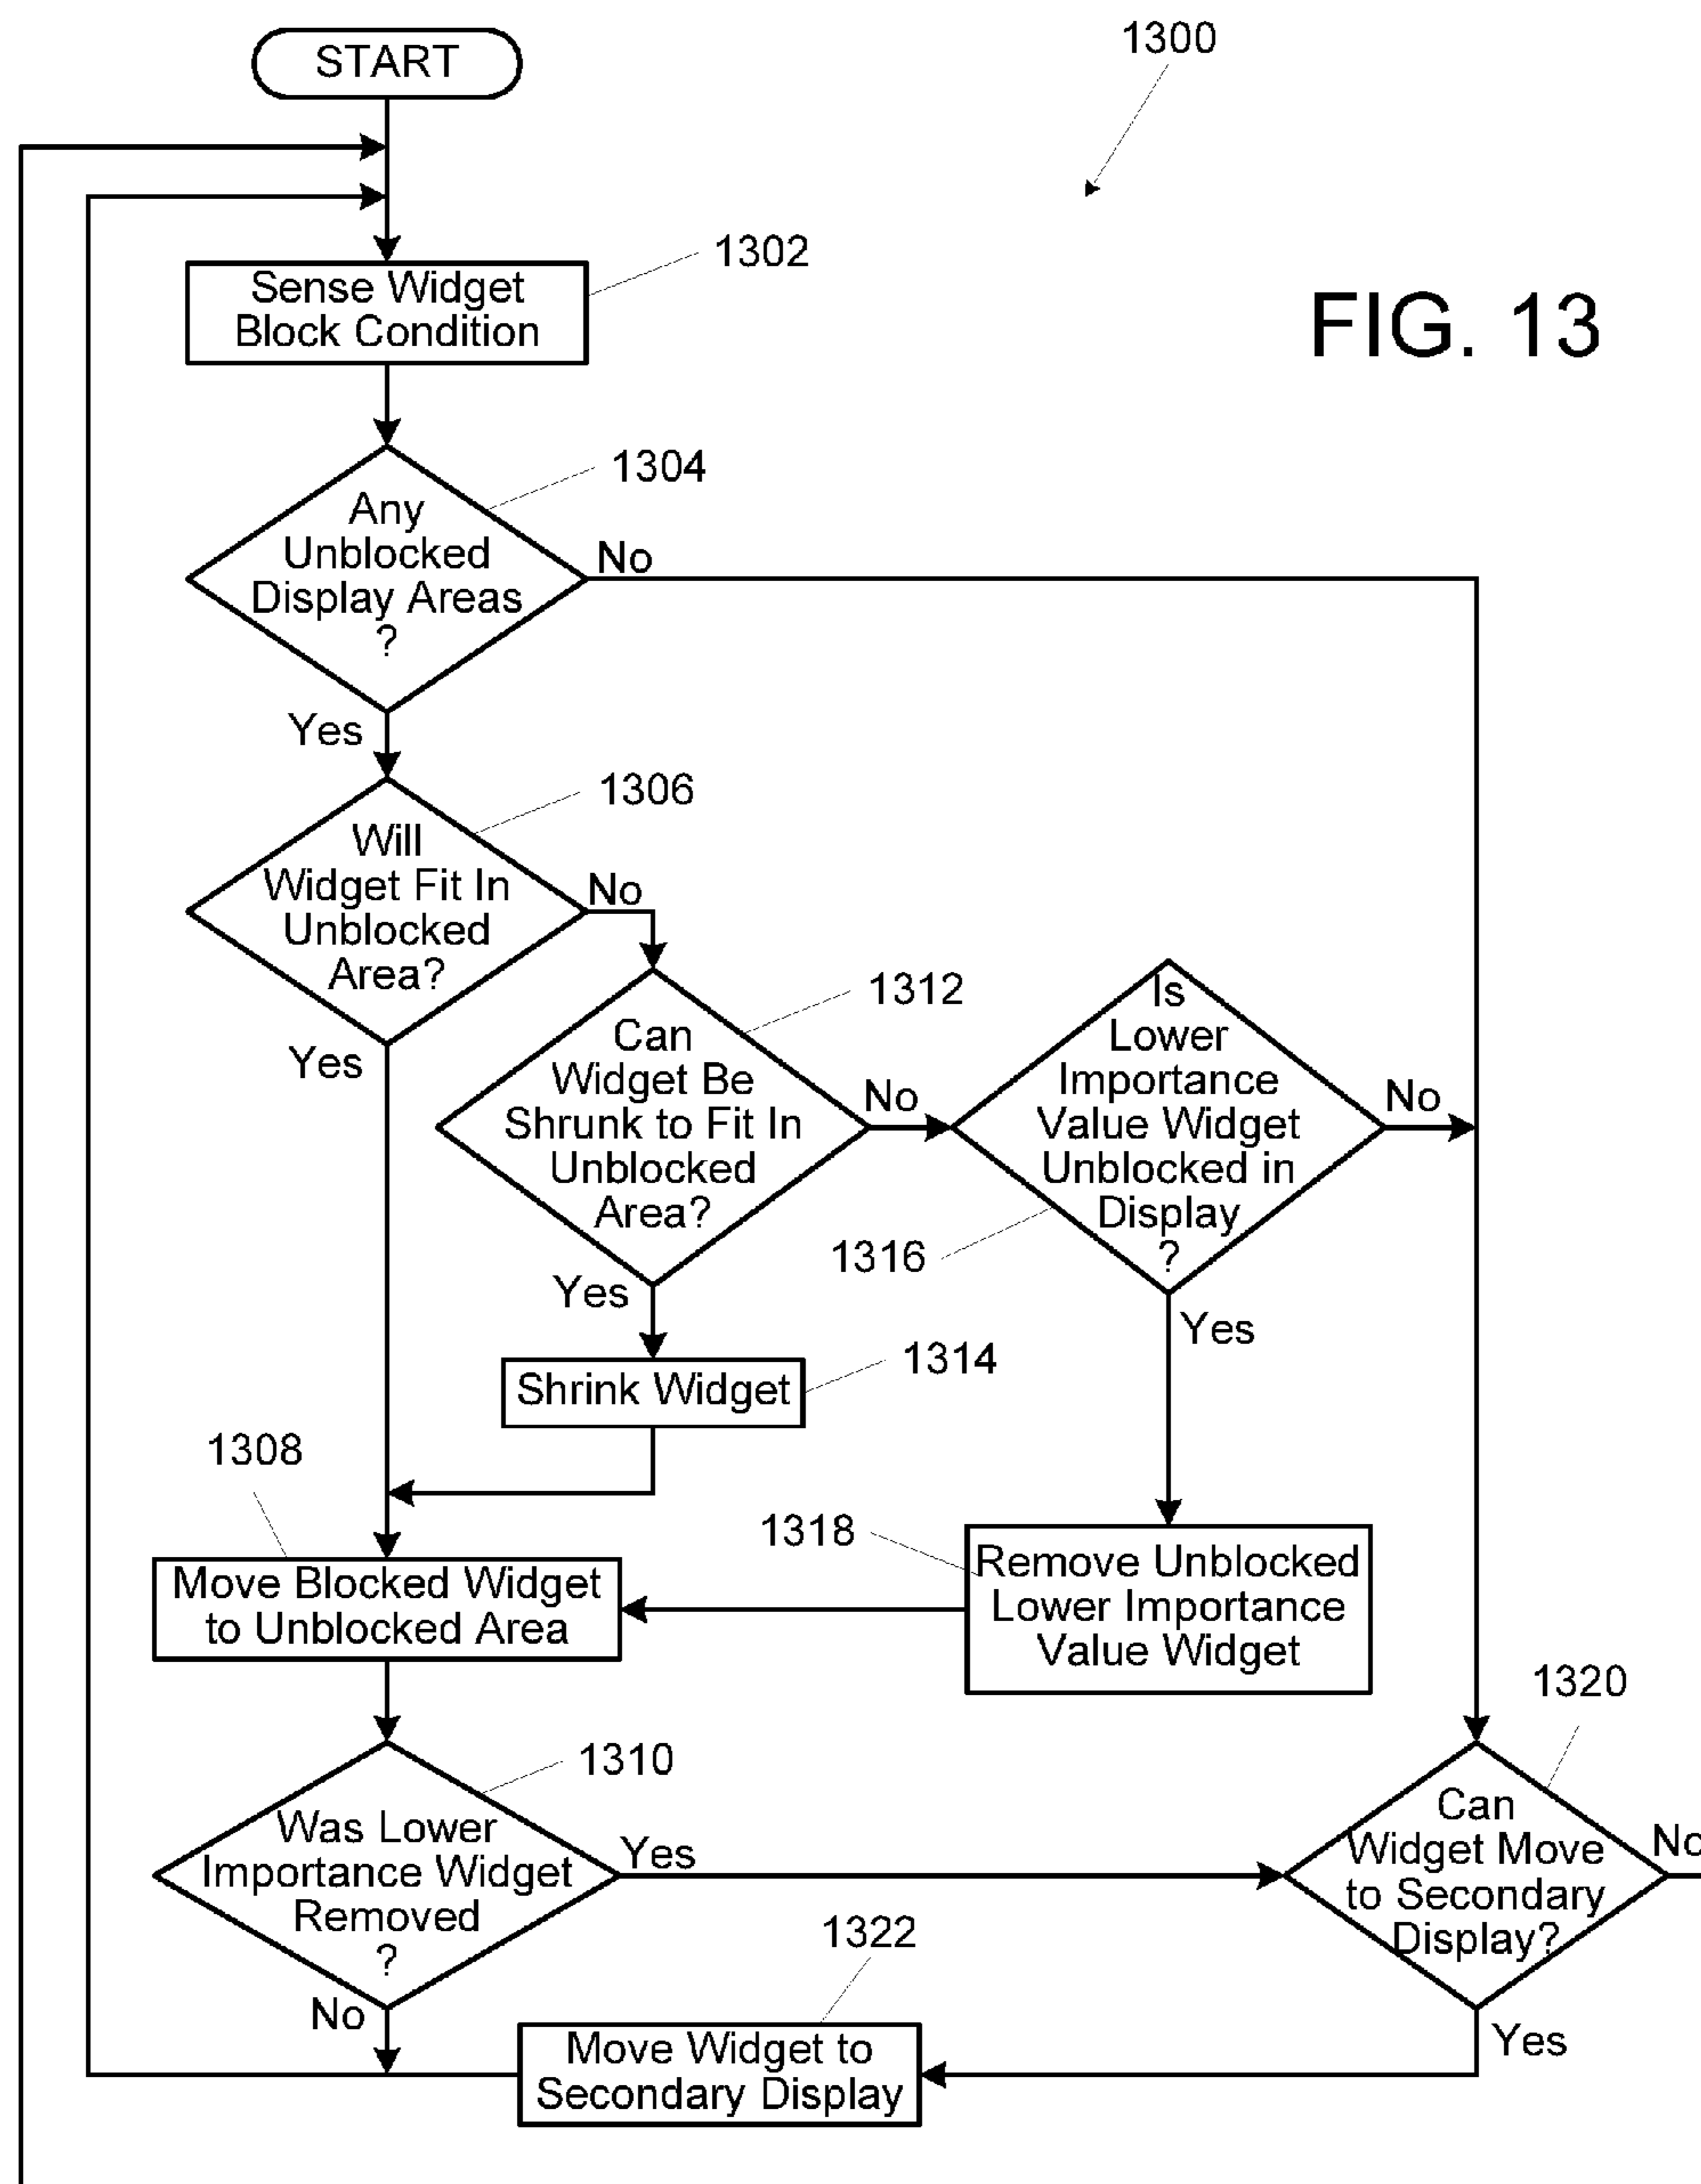 START
1300
1302
Sense Widget
Block Condition
FIG. 13
1304
Any
Unblocked
Display Areas
?
No
Yes
1306
Will
Widget Fit In
Unblocked
Area?
No
Yes
1312
Can
Widget Be
Shrunk to Fit In
Unblocked
Area?
No
Yes
Is
Lower
Importance
Value Widget
Unblocked in
Display
?
1316
No
Yes
1314
Shrink Widget
1308
Move Blocked Widget
to Unblocked Area
1318
Remove Unblocked
Lower Importance
Value Widget
1310
Was Lower
Importance Widget
Removed
?
Yes
No
1320
Can
Widget Move
to Secondary
Display?
No
Yes
1322
Move Widget to
Secondary Display